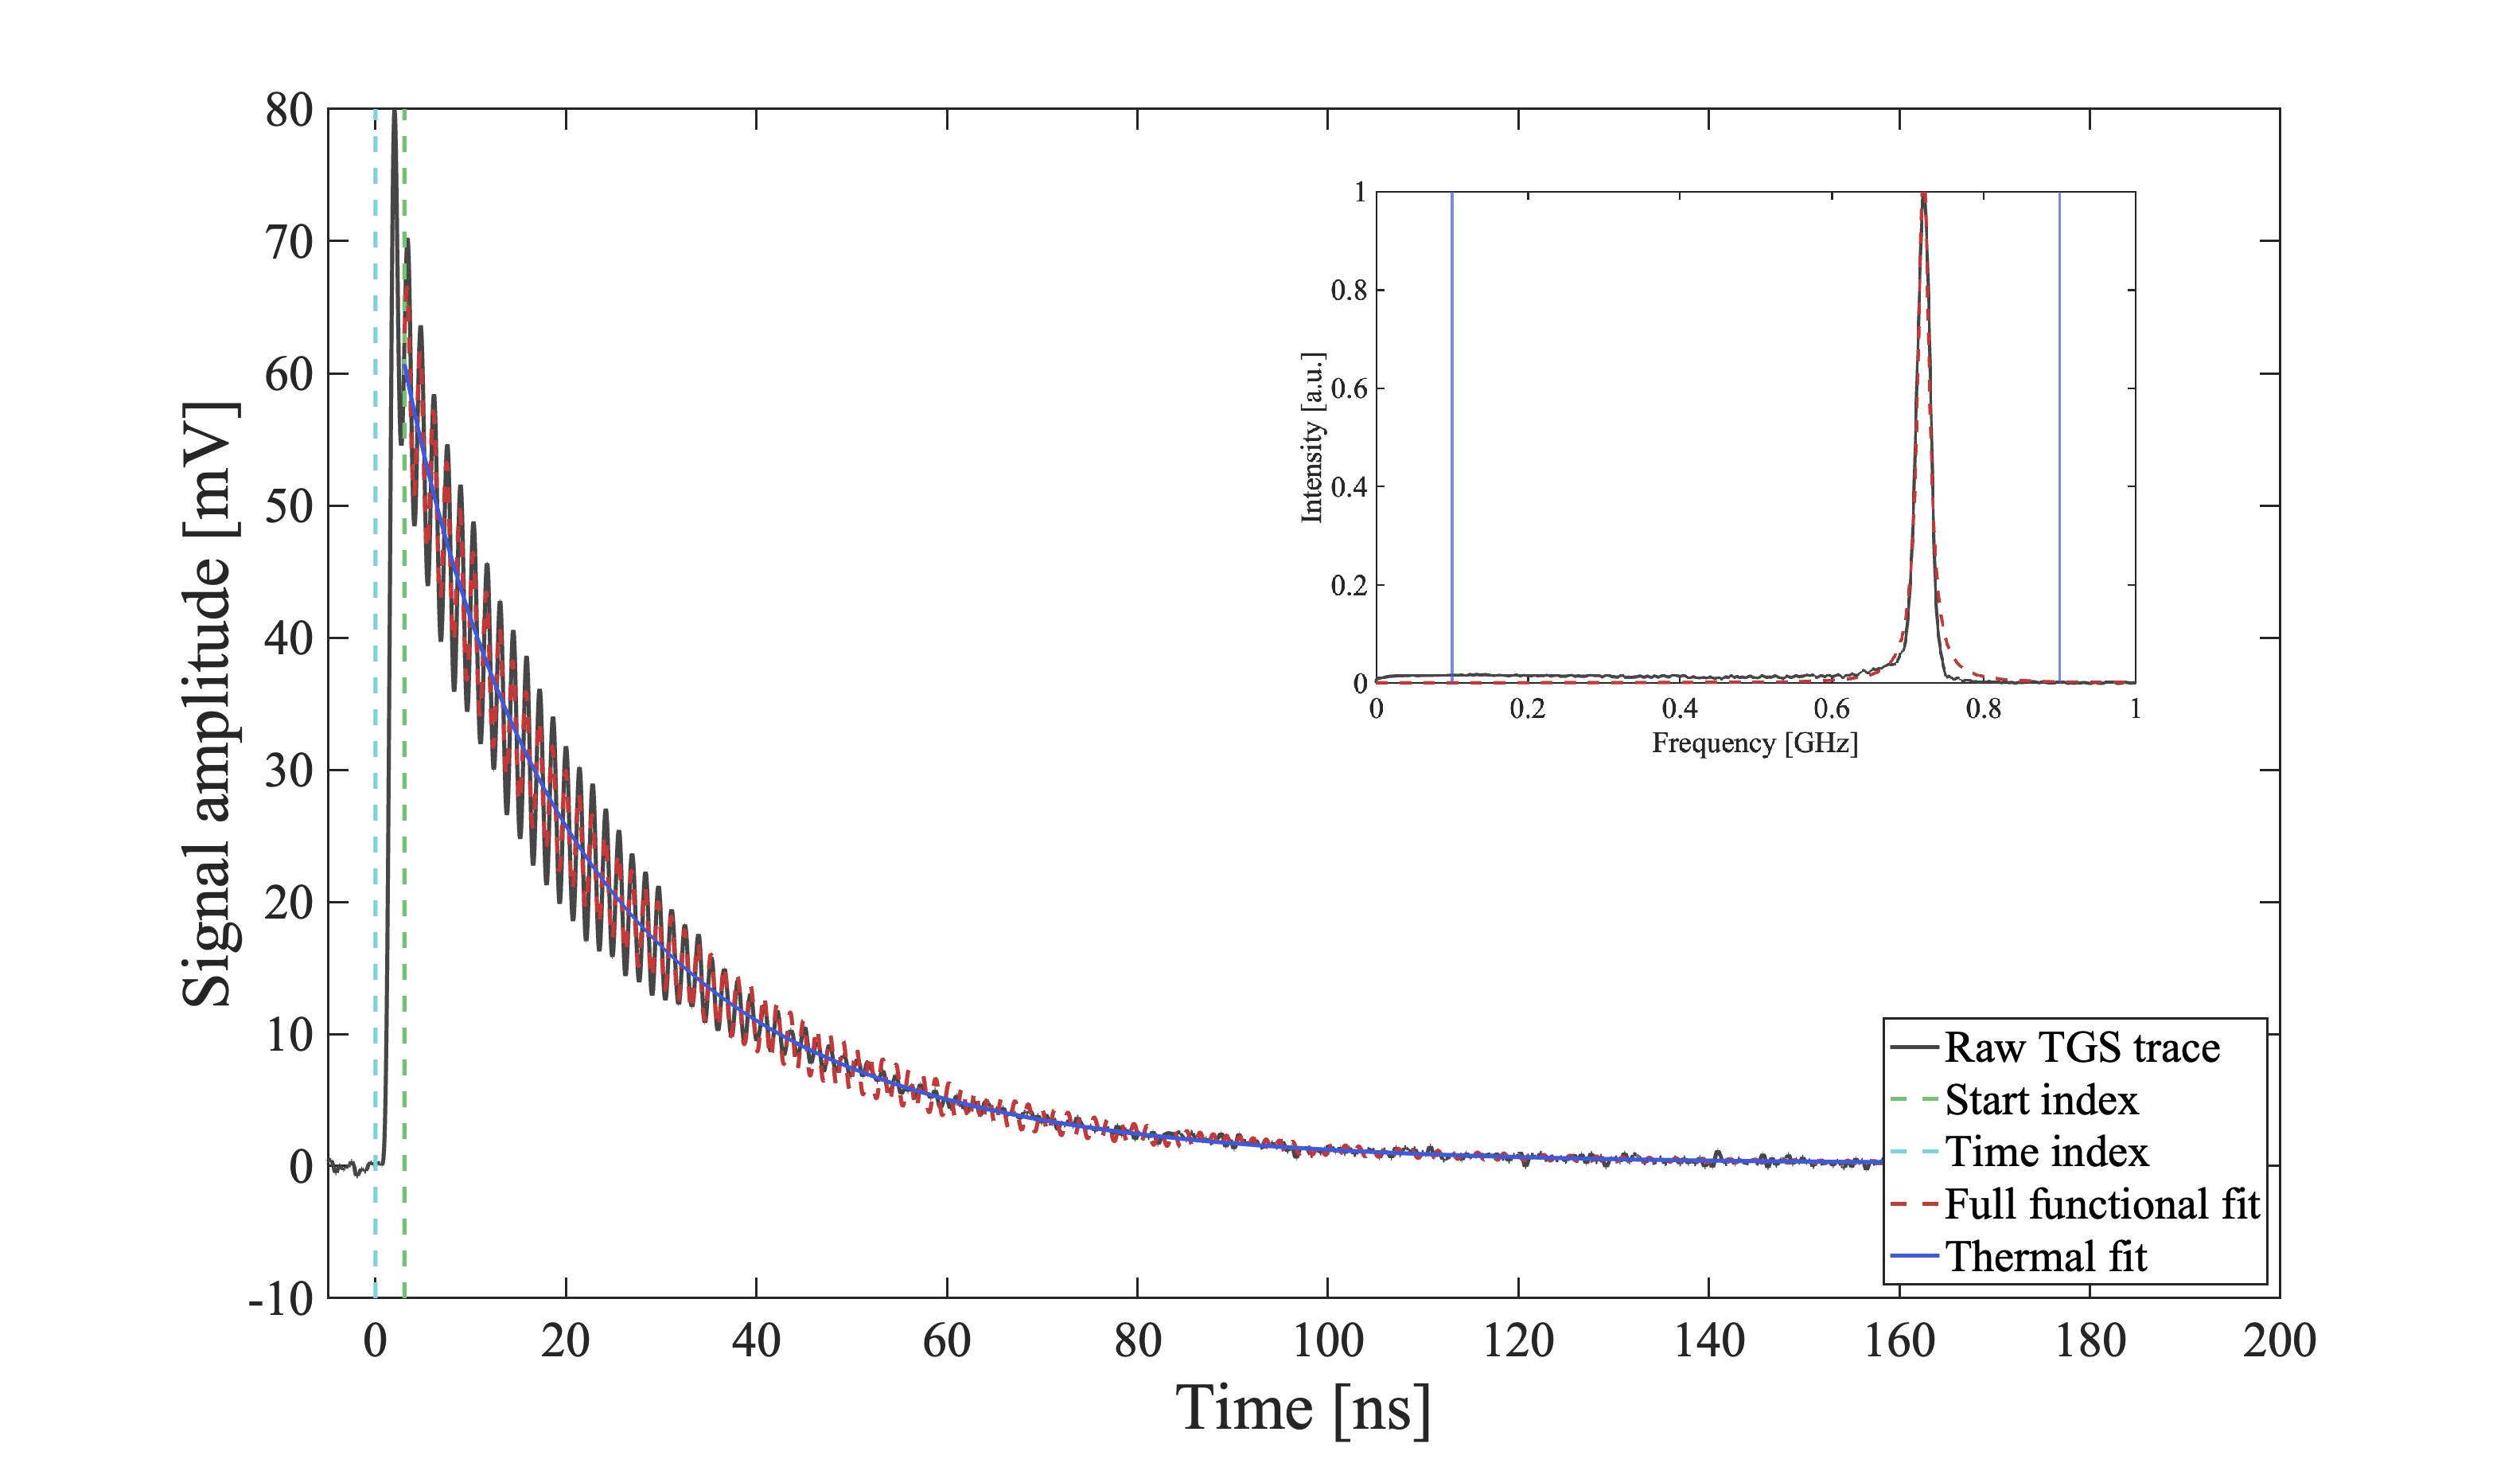 Signal amplitude [mV]
80
70
60
50
40
30
20
10
0
-10
0 20 40 60 80 100 120 140 160 180 200
Time [ns]
Intensity [a.u.]
1
0.8
0.6
0.4
0.2
0
0 0.2 0.4 0.6 0.8 1
Frequency [GHz]
Raw TGS trace
Start index
Time index
Full functional fit
Thermal fit